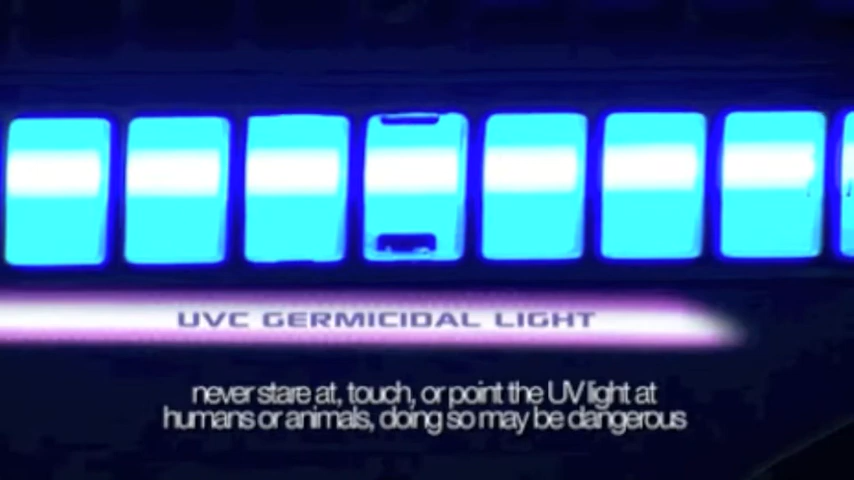 UVC GERMICIDAL LIGHT
never stare at, touch, or point the UV light at
humans or animals, doing so may be dangerous